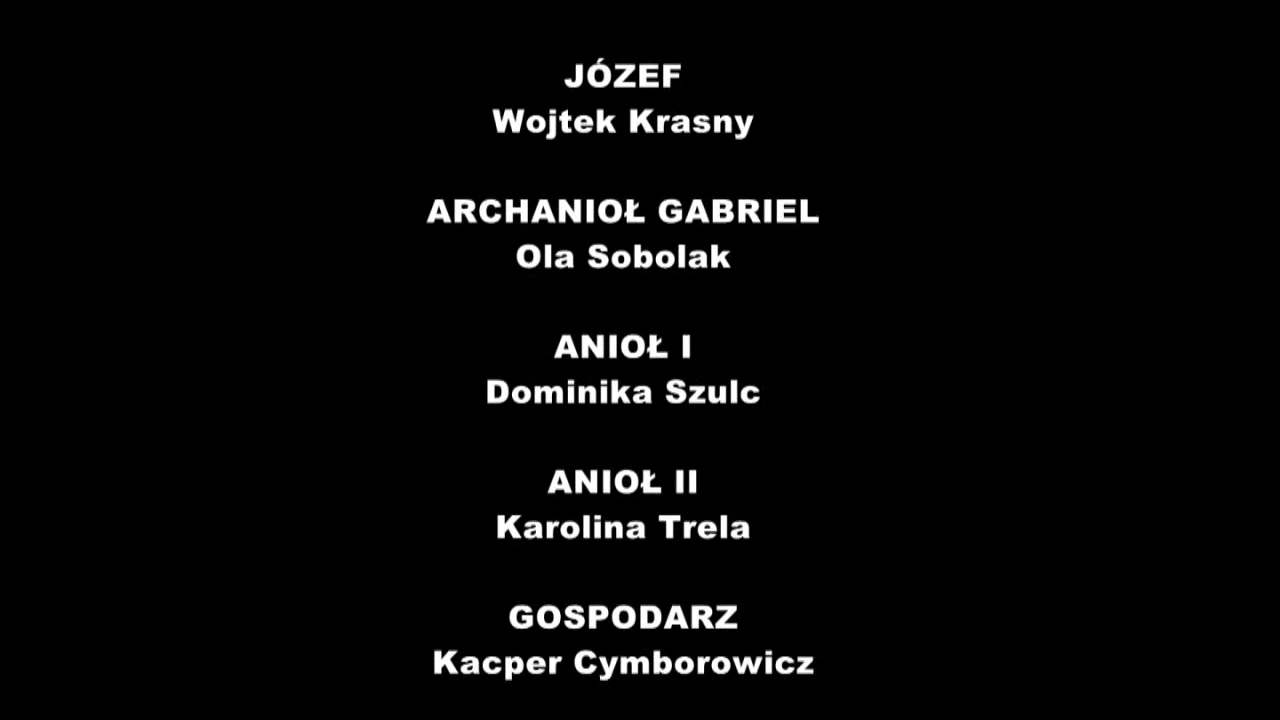 JÓZEF
Wojtek Krasny
ARCHANIOŁ GABRIEL
Ola Sobolak
ANIOŁ I
Dominika Szulc
ANIOŁ II
Karolina Trela
GOSPODARZ
Kacper Cymborowicz